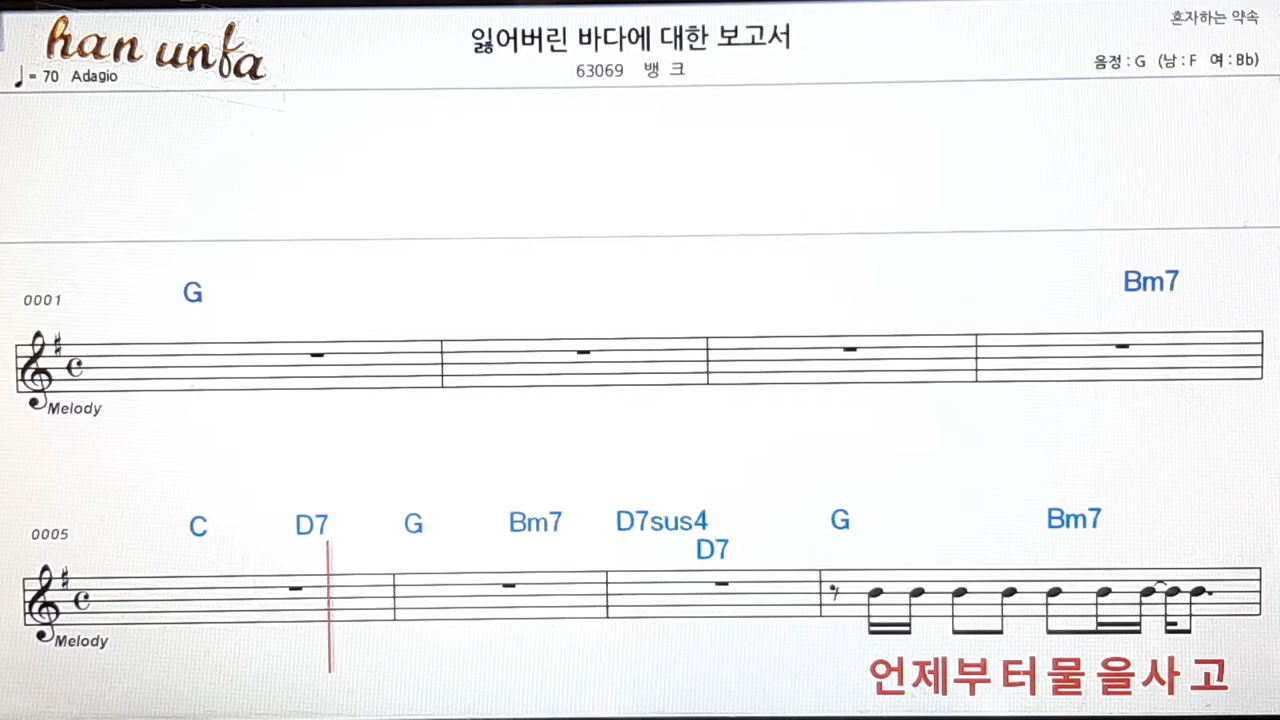 han unfa
♩= 70 Adagio
잃어버린 바다에 대한 보고서
63069 뱅 크
혼자하는 약속
음정 : G (남 : F 여 : Bb)
0001
G Bm7
Melody
0005
C D7 G Bm7 D7sus4 G Bm7
D7
Melody
언제부터물을사고